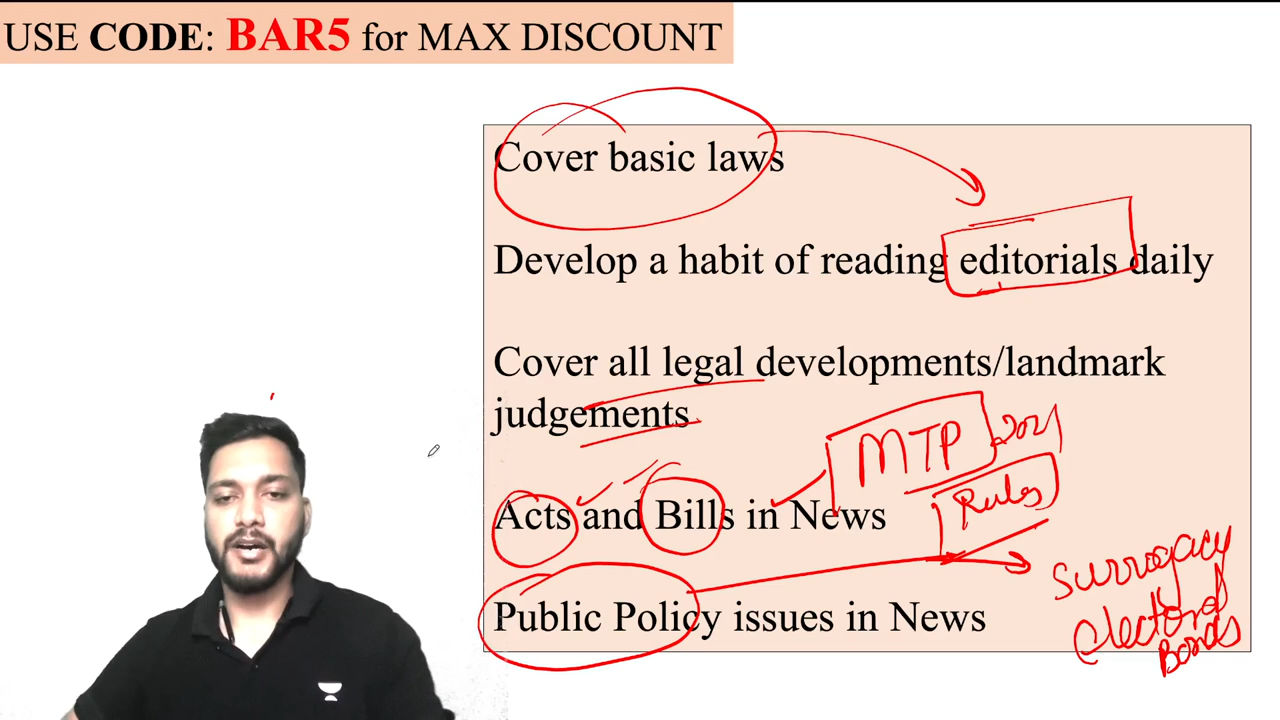 USE CODE: BAR5 for MAX DISCOUNT
Cover basic laws
Develop a habit of reading editorials daily
Cover all legal developments/landmark
judgements
MTP 2021
Acts and Bills in News
Rules
Surrogacy
Public Policy issues in News
electoral
Bonds